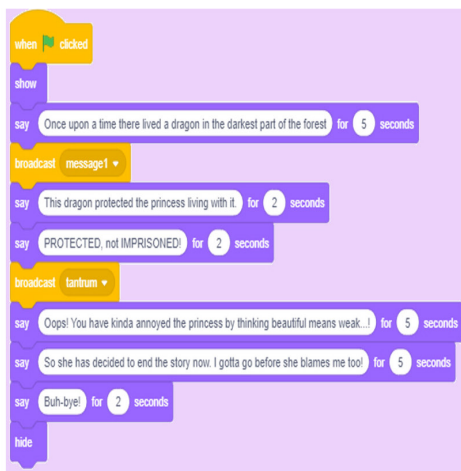 when clicked
show
say Once upon a time there lived a dragon in the darkest part of the forest for 5 seconds
broadcast message1
say This dragon protected the princess living with it. for 2 seconds
say PROTECTED, not IMPRISONED! for 2 seconds
broadcast tantrum
say Oops! You have kinda annoyed the princess by thinking beautiful means weak...! for 5 seconds
say So she has decided to end the story now. I gotta go before she blames me too! for 5 seconds
say Buh-bye! for 2 seconds
hide